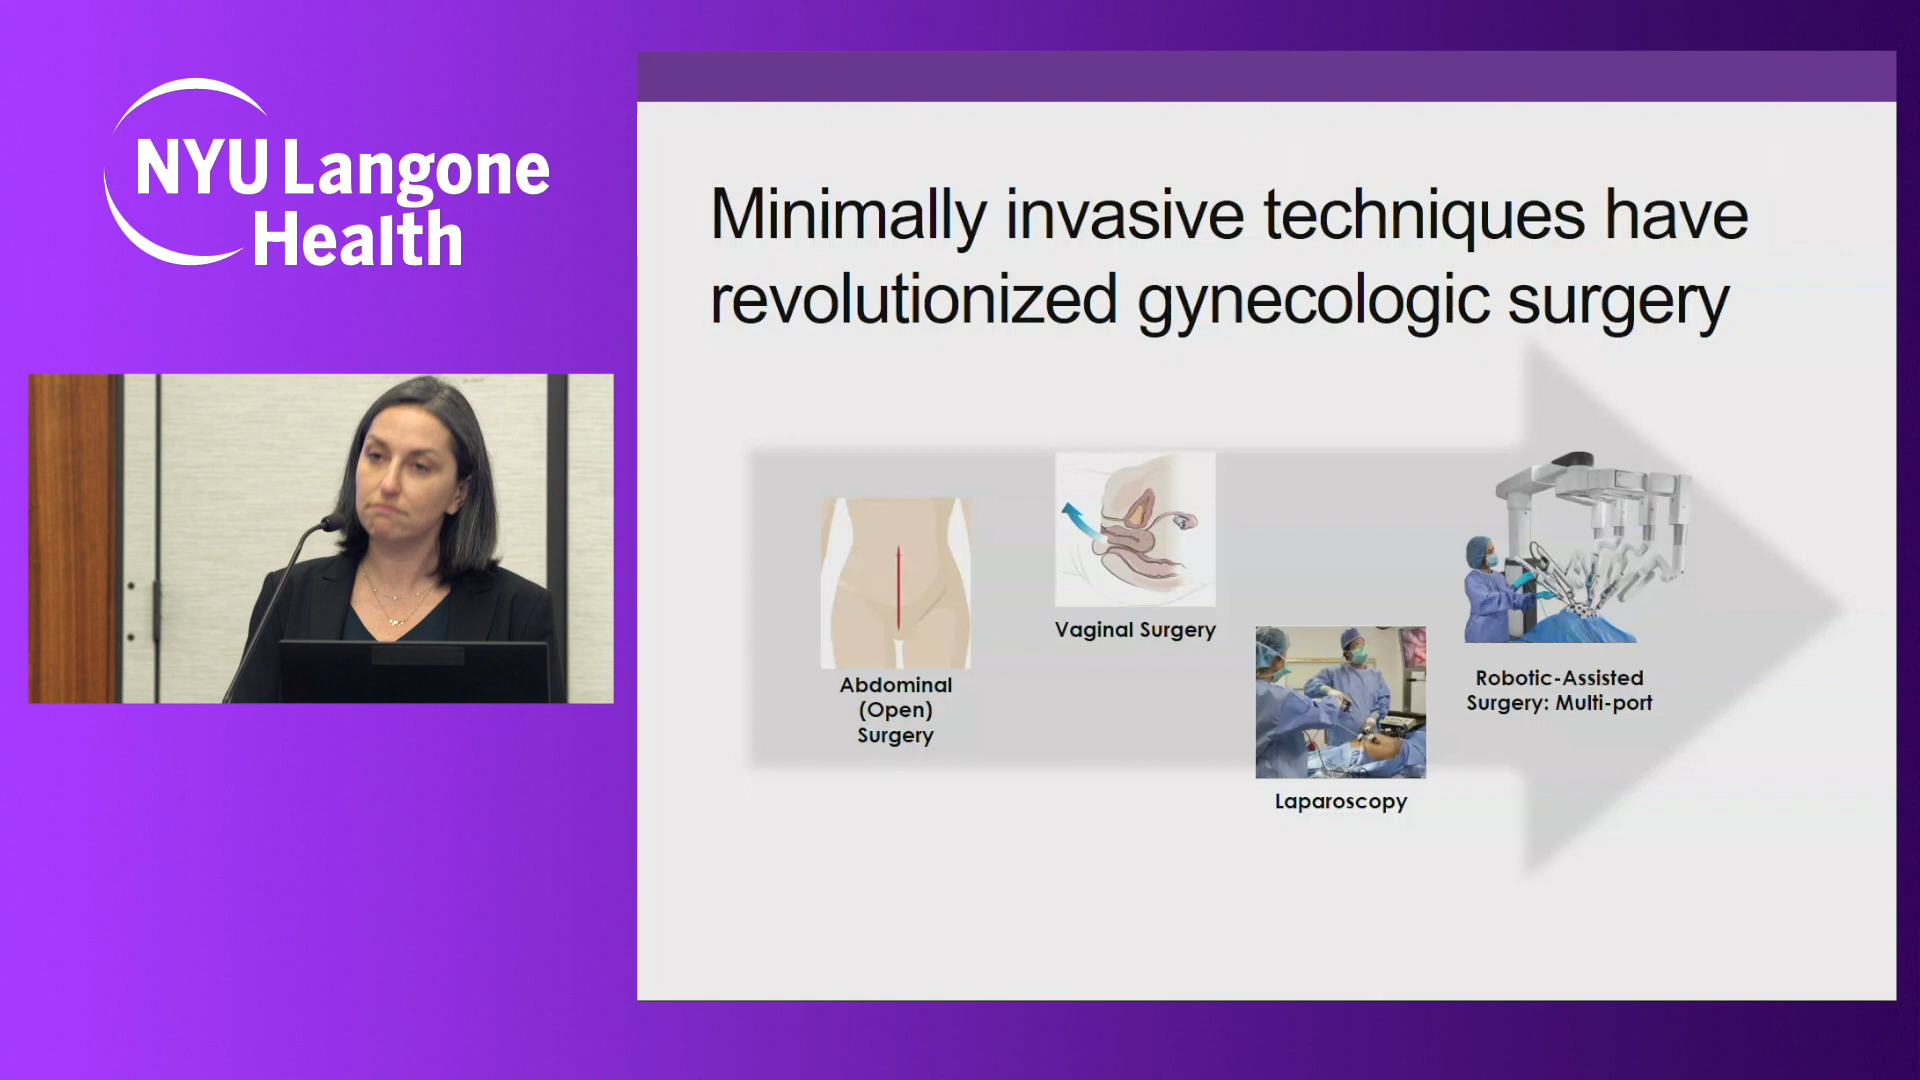 NYU Langone
Health
Minimally invasive techniques have
revolutionized gynecologic surgery
Abdominal
(Open)
Surgery
Vaginal Surgery
Laparoscopy
Robotic-Assisted
Surgery: Multi-port